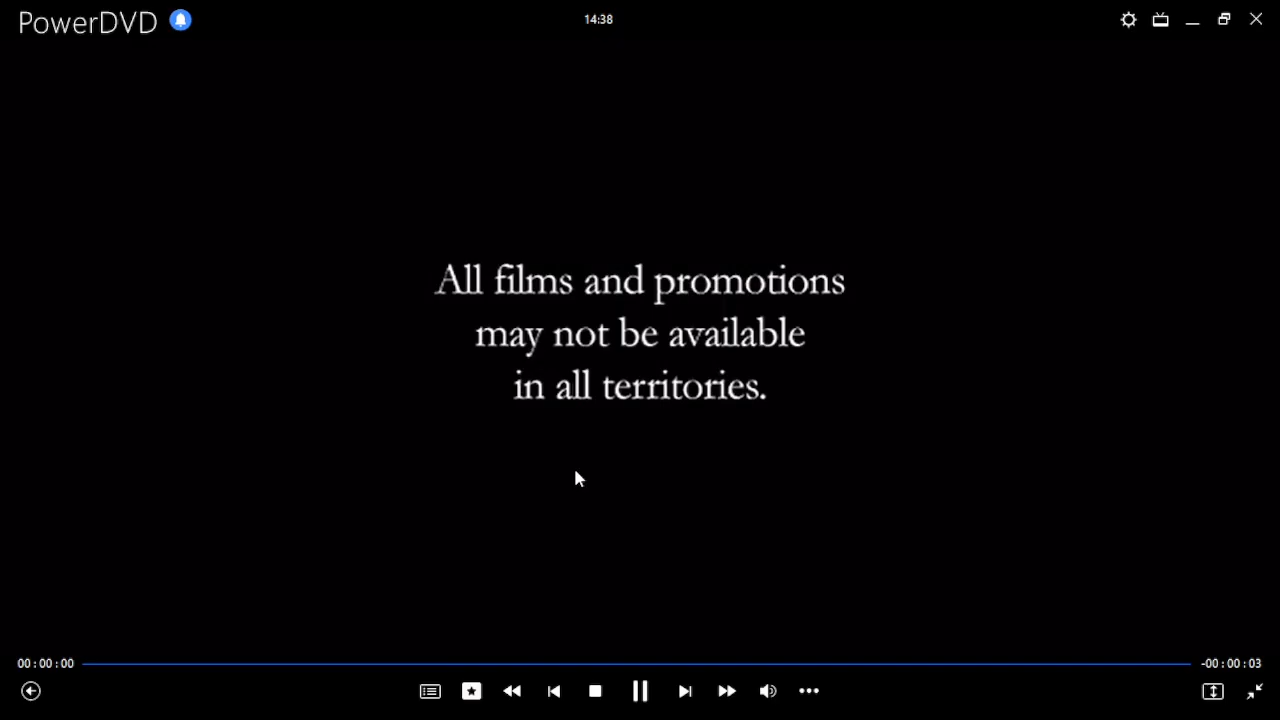 PowerDVD
14:38
All films and promotions
may not be available
in all territories.
00:00:00
-00:00:03